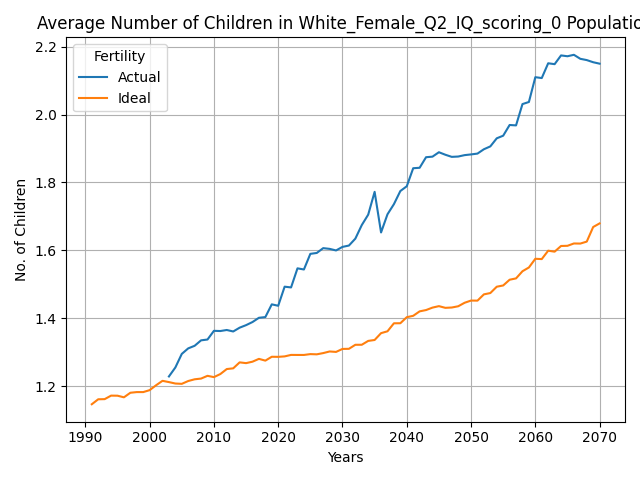 Average Number of Children in White_Female_Q2_IQ_scoring_0 Populatio
Fertility
Actual
Ideal
2.2
2.0
1.8
1.6
1.4
1.2
No. of Children
1990 2000 2010 2020 2030 2040 2050 2060 2070
Years